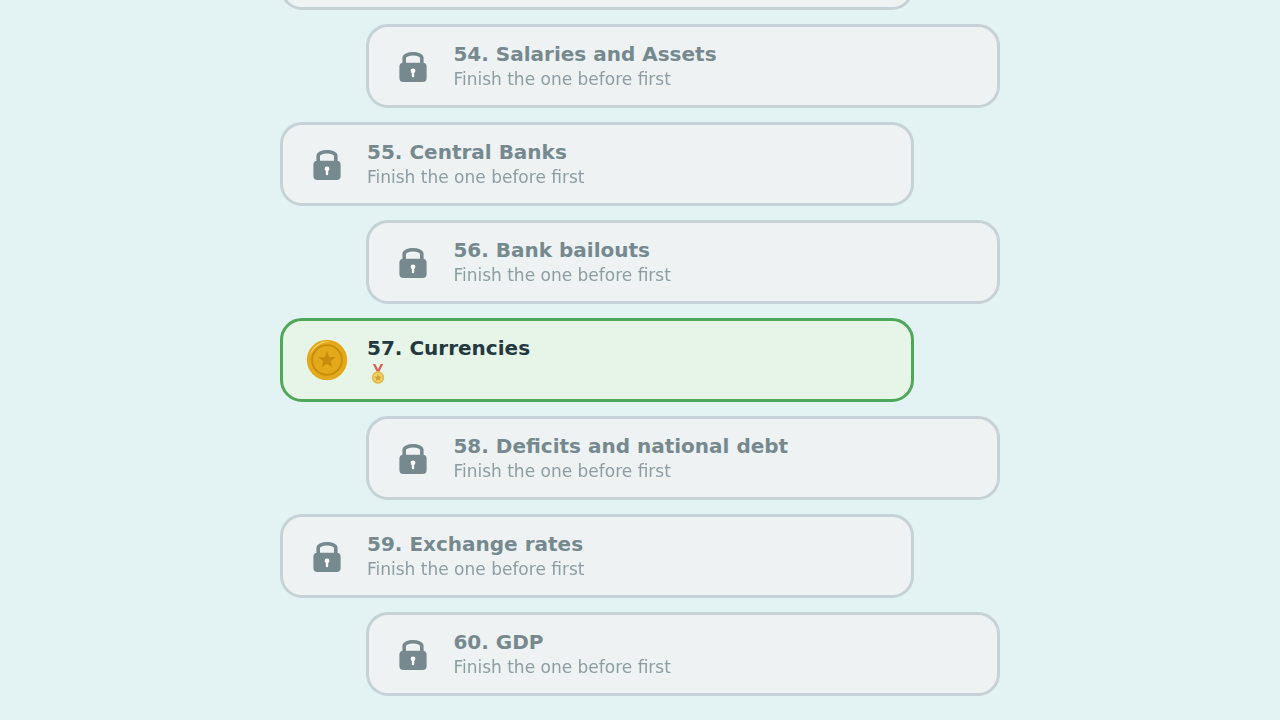 54. Salaries and Assets
Finish the one before first
55. Central Banks
Finish the one before first
56. Bank bailouts
Finish the one before first
57. Currencies
58. Deficits and national debt
Finish the one before first
59. Exchange rates
Finish the one before first
60. GDP
Finish the one before first